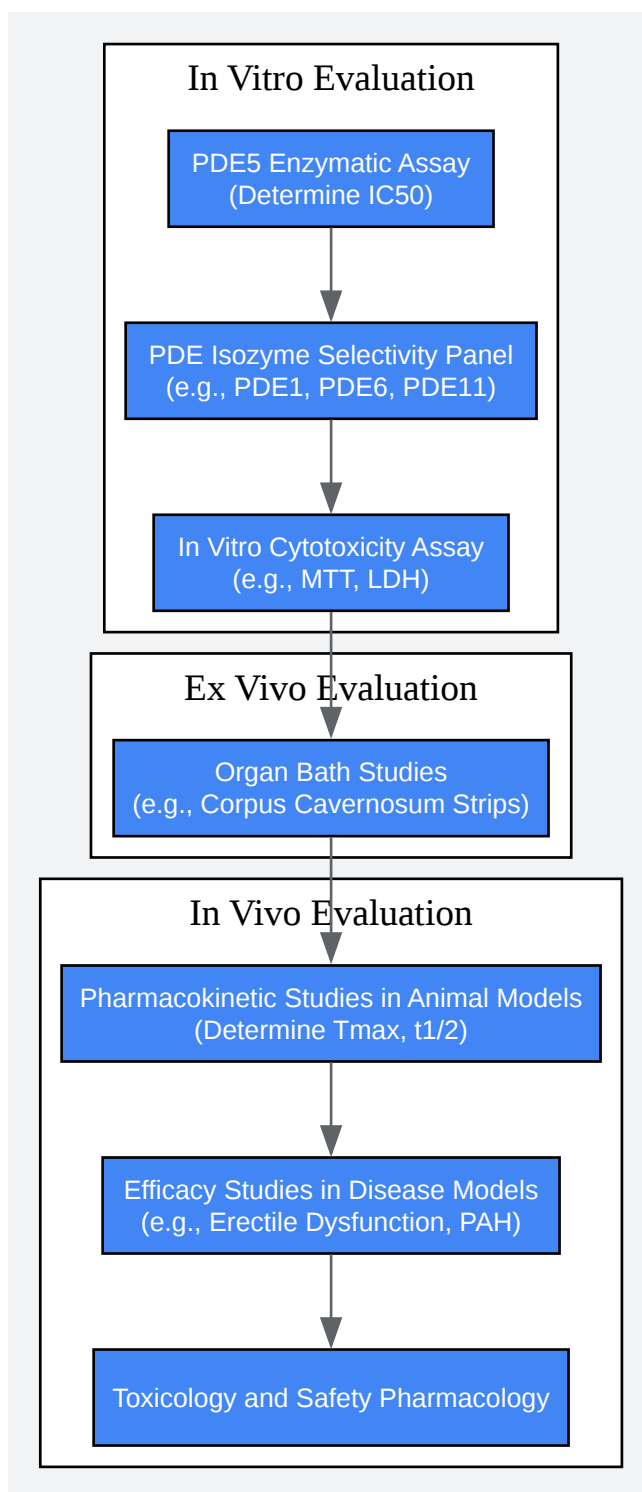 In Vitro Evaluation
PDE5 Enzymatic Assay
(Determine IC50)
PDE Isozyme Selectivity Panel
(e.g., PDE1, PDE6, PDE11)
In Vitro Cytotoxicity Assay
(e.g., MTT, LDH)
Ex Vivo Evaluation
Organ Bath Studies
(e.g., Corpus Cavernosum Strips)
In Vivo Evaluation
Pharmacokinetic Studies in Animal Models
(Determine Tmax, t1/2)
Efficacy Studies in Disease Models
(e.g., Erectile Dysfunction, PAH)
Toxicology and Safety Pharmacology